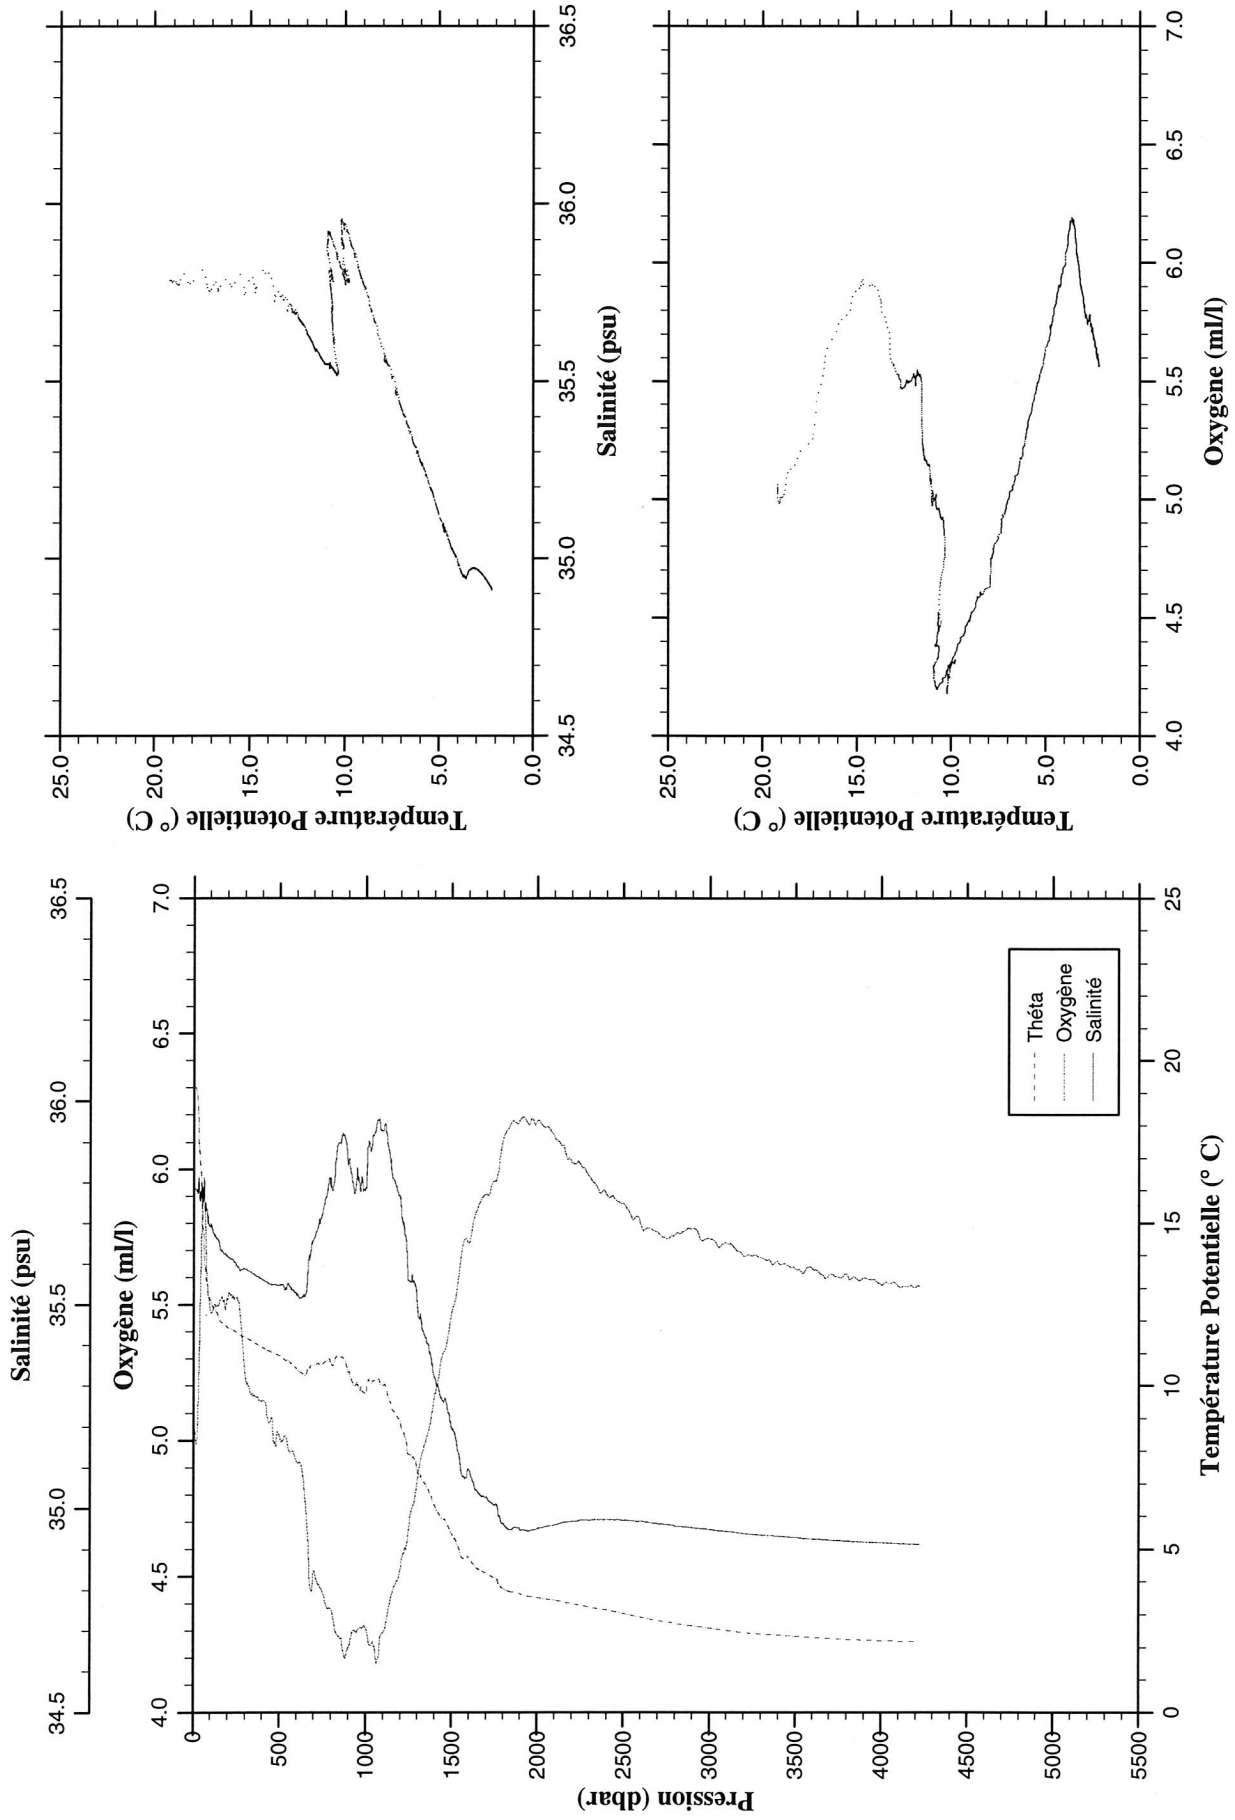 Salinité (psu)
34.5 35.0 35.5 36.0 36.5
Oxygène (ml/l)
4.0 4.5 5.0 5.5 6.0 6.5 7.0
Pression (dbar)
0
500
1000
1500
2000
2500
3000
3500
4000
4500
5000
5500
Théta
Oxygène
Salinité
0 5 10 15 20 25
Température Potentielle (° C)
Température Potentielle (° C)
25.0
20.0
15.0
10.0
5.0
0.0
34.5 35.0 35.5 36.0 36.5
Salinité (psu)
Température Potentielle (° C)
25.0
20.0
15.0
10.0
5.0
0.0
4.0 4.5 5.0 5.5 6.0 6.5 7.0
Oxygène (ml/l)